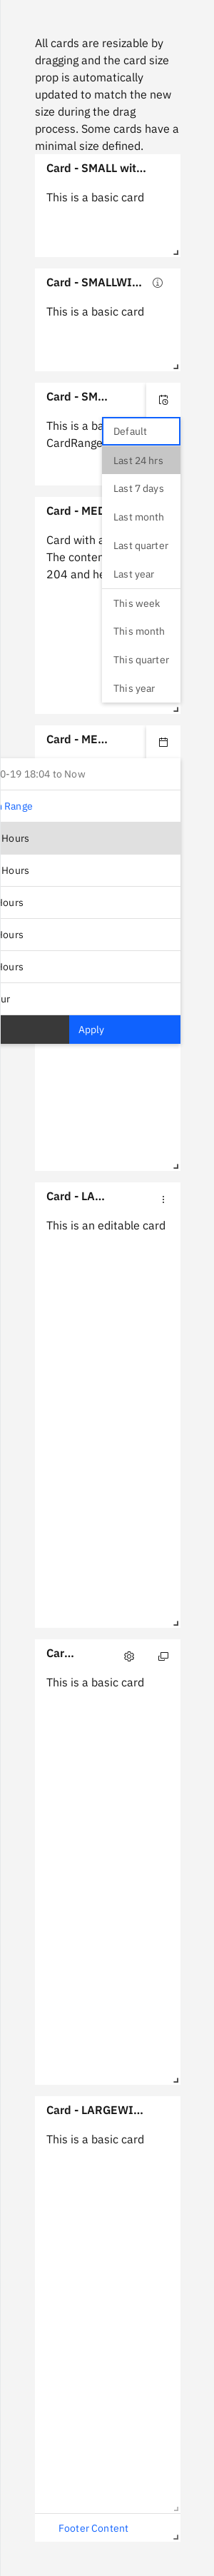 All cards are resizable by
dragging and the card size
prop is automatically
updated to match the new
size during the drag
process. Some cards have a
minimal size defined.
Card - SMALL wit...
This is a basic card
Card - SMALLWI...
This is a basic card
Card - SM...
This is a ba
CardRange
Default
Last 24 hrs
Last 7 days
Last month
Last quarter
Last year
This week
This month
This quarter
This year
Card - MED
Card with a
The conten
204 and he
Card - ME...
0-19 18:04 to Now
Range
Hours
Hours
Hours
Hours
Hours
ur
Apply
Card - LA...
This is an editable card
Car...
This is a basic card
Card - LARGEWI...
This is a basic card
Footer Content